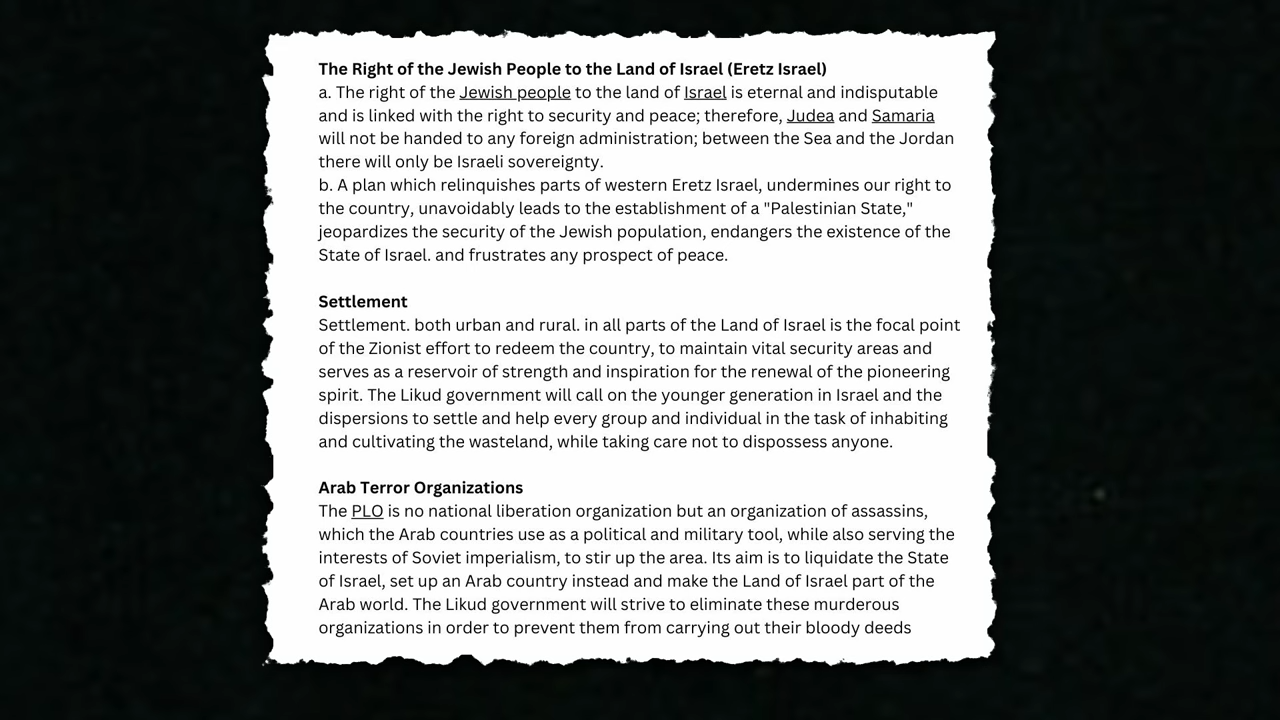 The Right of the Jewish People to the Land of Israel (Eretz Israel)
a. The right of the Jewish people to the land of Israel is eternal and indisputable
and is linked with the right to security and peace; therefore, Judea and Samaria
will not be handed to any foreign administration; between the Sea and the Jordan
there will only be Israeli sovereignty.
b. A plan which relinquishes parts of western Eretz Israel, undermines our right to
the country, unavoidably leads to the establishment of a "Palestinian State,"
jeopardizes the security of the Jewish population, endangers the existence of the
State of Israel. and frustrates any prospect of peace.
Settlement
Settlement. both urban and rural. in all parts of the Land of Israel is the focal point
of the Zionist effort to redeem the country, to maintain vital security areas and
serves as a reservoir of strength and inspiration for the renewal of the pioneering
spirit. The Likud government will call on the younger generation in Israel and the
dispersions to settle and help every group and individual in the task of inhabiting
and cultivating the wasteland, while taking care not to dispossess anyone.
Arab Terror Organizations
The PLO is no national liberation organization but an organization of assassins,
which the Arab countries use as a political and military tool, while also serving the
interests of Soviet imperialism, to stir up the area. Its aim is to liquidate the State
of Israel, set up an Arab country instead and make the Land of Israel part of the
Arab world. The Likud government will strive to eliminate these murderous
organizations in order to prevent them from carrying out their bloody deeds